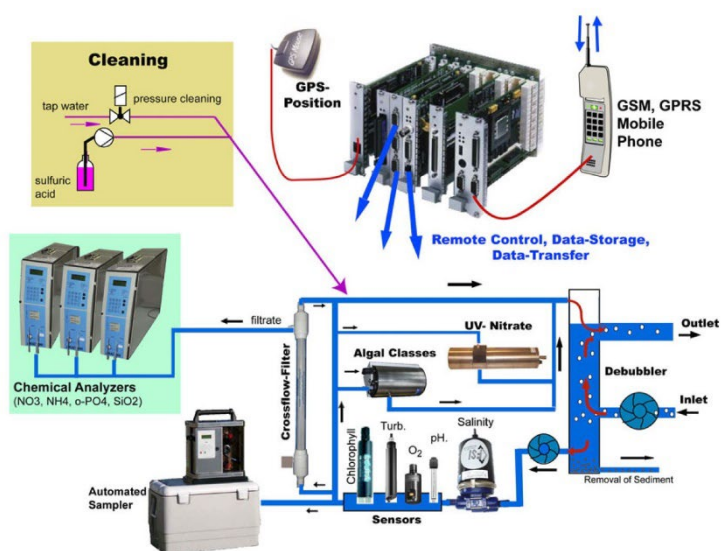 Cleaning
tap water
pressure cleaning
sulfuric
acid
GPS-
Position
GSM, GPRS
Mobile
Phone
Remote Control, Data-Storage,
Data-Transfer
Chemical Analyzers
(NO3, NH4, o-PO4, SiO2)
filtrate
Crossflow-Filter
UV- Nitrate
Algal Classes
Outlet
Debubbler
Inlet
Chlorophyll
Turb.
O2
pH.
Salinity
Sensors
Automated
Sampler
Removal of Sediment